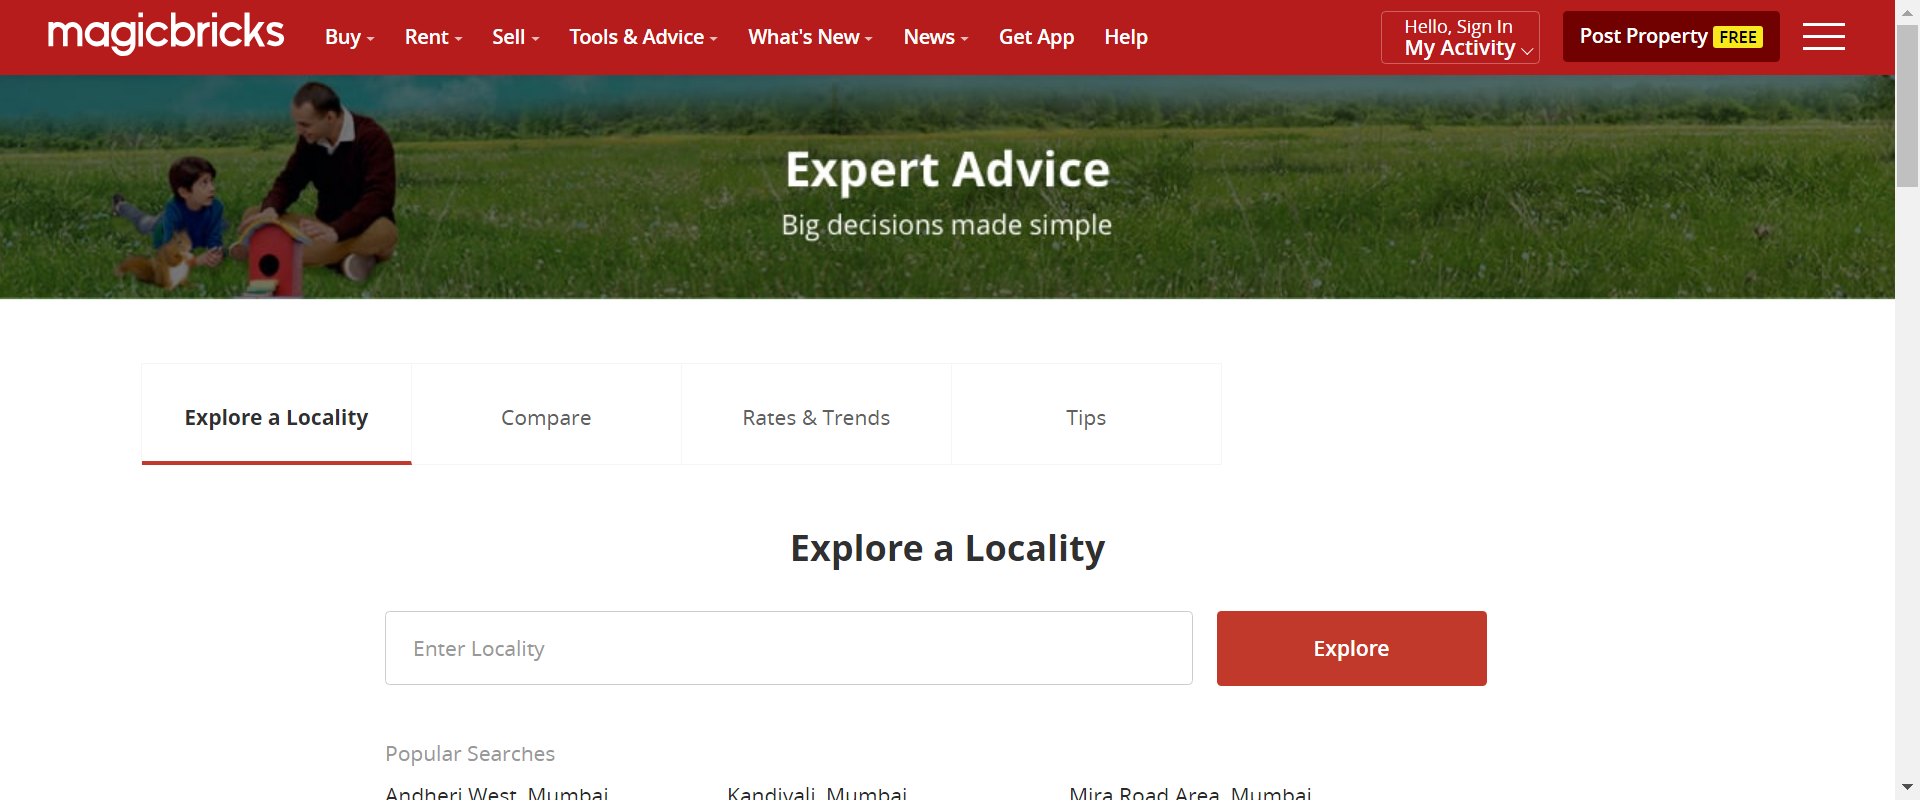 magicbricks
Buy Rent Sell Tools & Advice What's New News Get App Help
Hello, Sign In
My Activity
Post Property FREE
Expert Advice
Big decisions made simple
Explore a Locality Compare Rates & Trends Tips
Explore a Locality
Enter Locality
Explore
Popular Searches
Andheri West, Mumbai Kandivali, Mumbai Mira Road Area, Mumbai